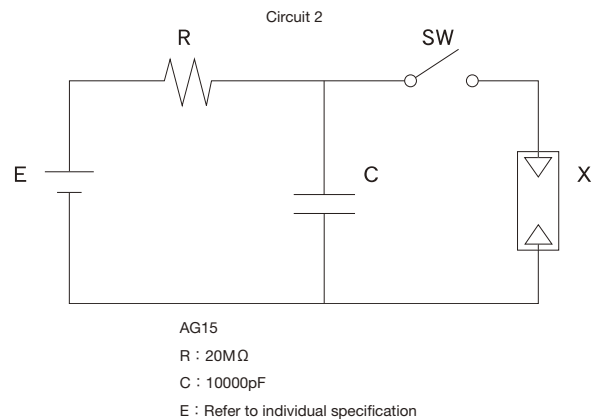 Circuit 2
R
SW
E
C
X
AG15
R：20MΩ
C：10000pF
E：Refer to individual specification